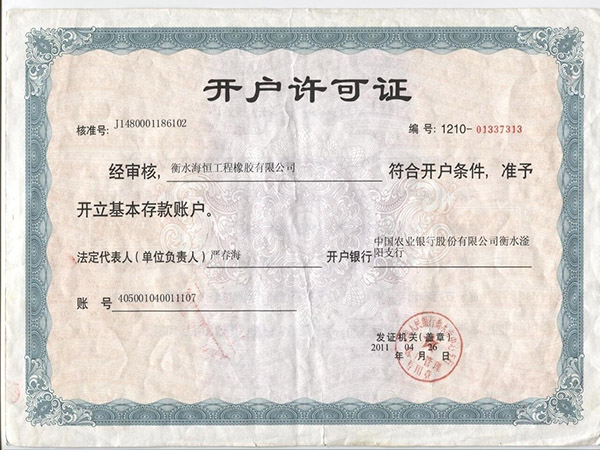 开户许可证
核准号: J1480001186102
编号: 1210-01337313
经审核, 衡水海恒工程橡胶有限公司 符合开户条件, 准予
开立基本存款账户。
法定代表人(单位负责人) 严存海 开户银行 中国农业银行股份有限公司衡水滏
阳支行
账 号 405001040011107
发证机关(盖章)
2011 年 04 月 26 日